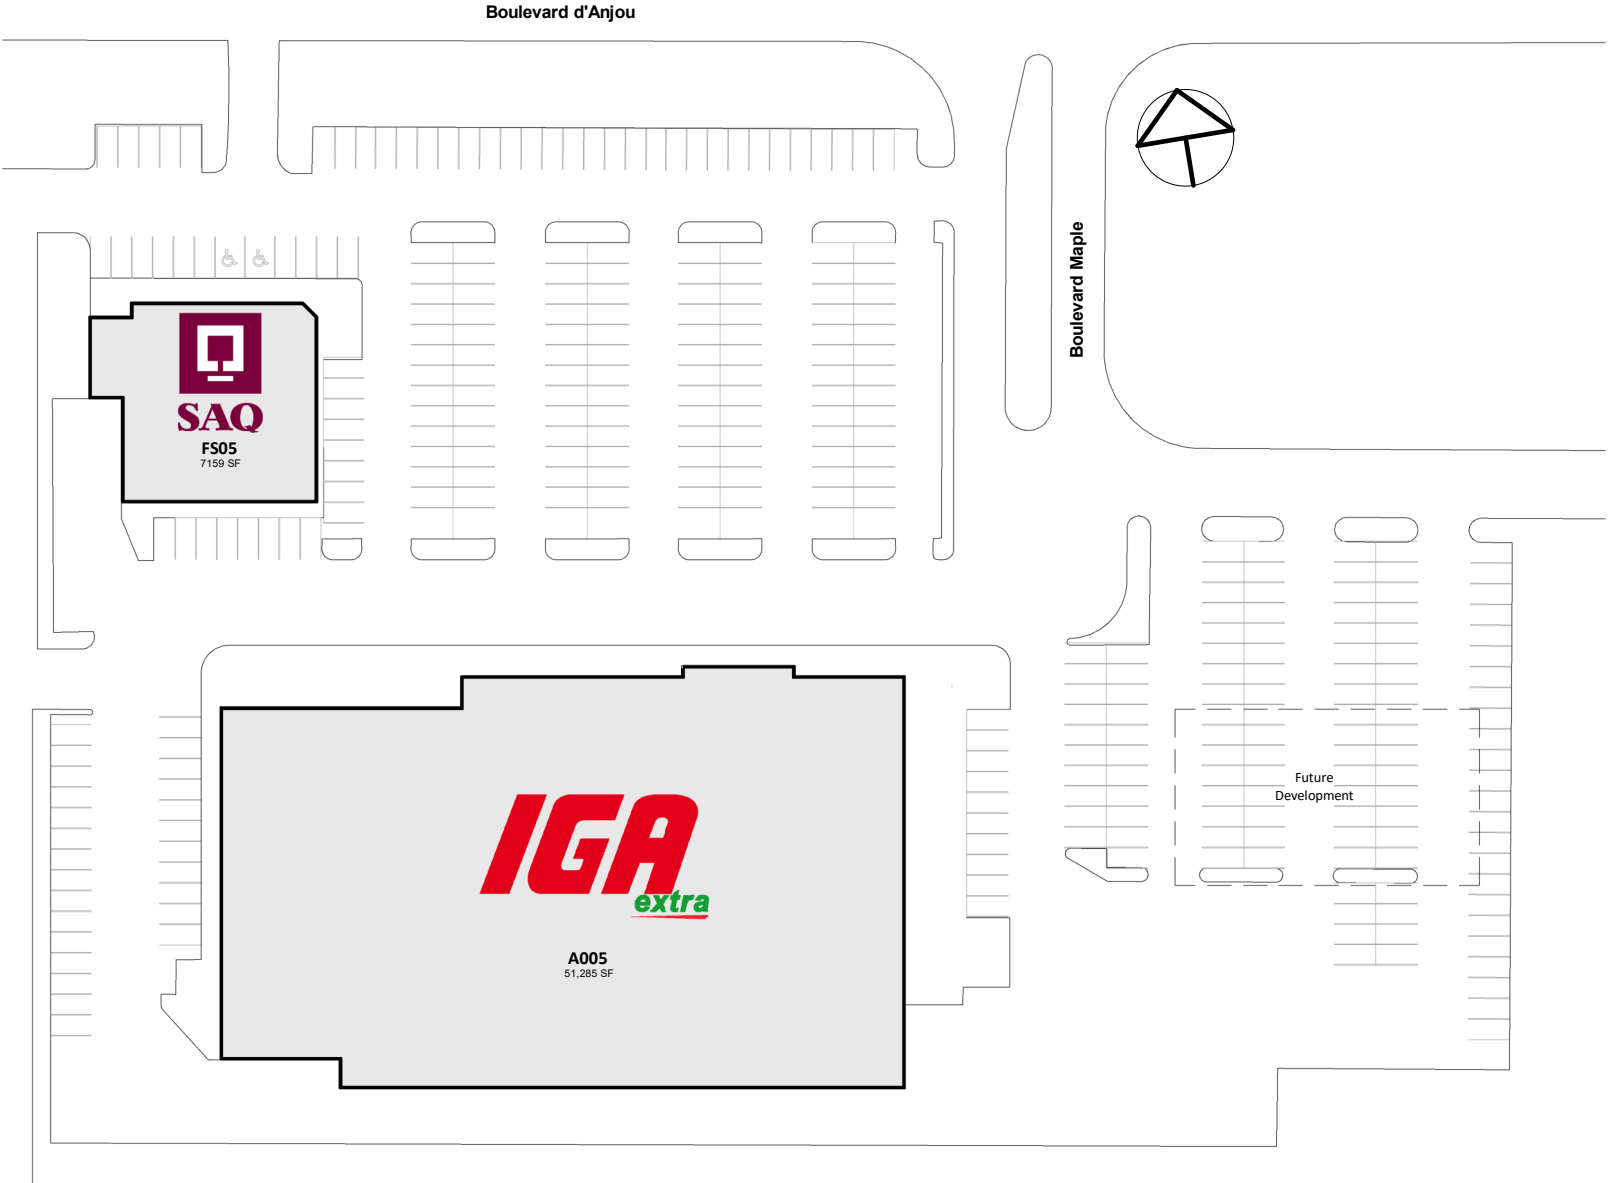 Boulevard d'Anjou
Boulevard Maple
SAQ
FS05
7159 SF
Future
Development
IGA
extra
A005
51,285 SF